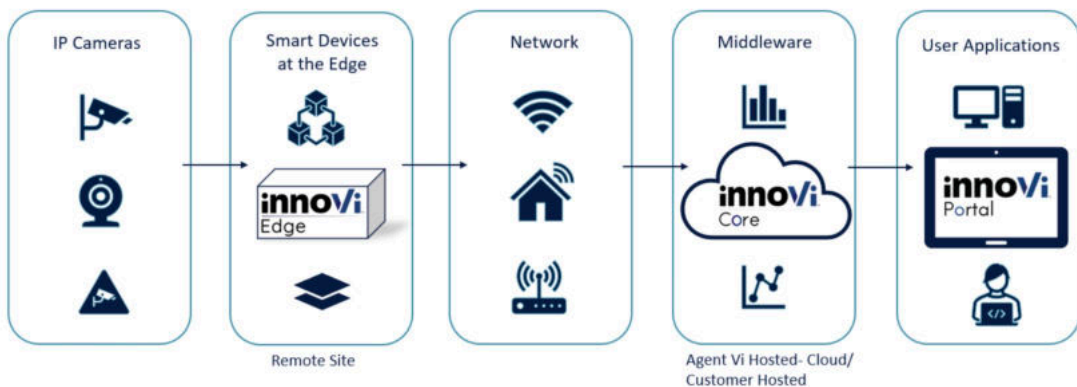 IP Cameras
Smart Devices
at the Edge
Network
Middleware
User Applications
innoVi
Edge
innoVi
Core
innoVi
Portal
</>
Remote Site
Agent Vi Hosted- Cloud/
Customer Hosted